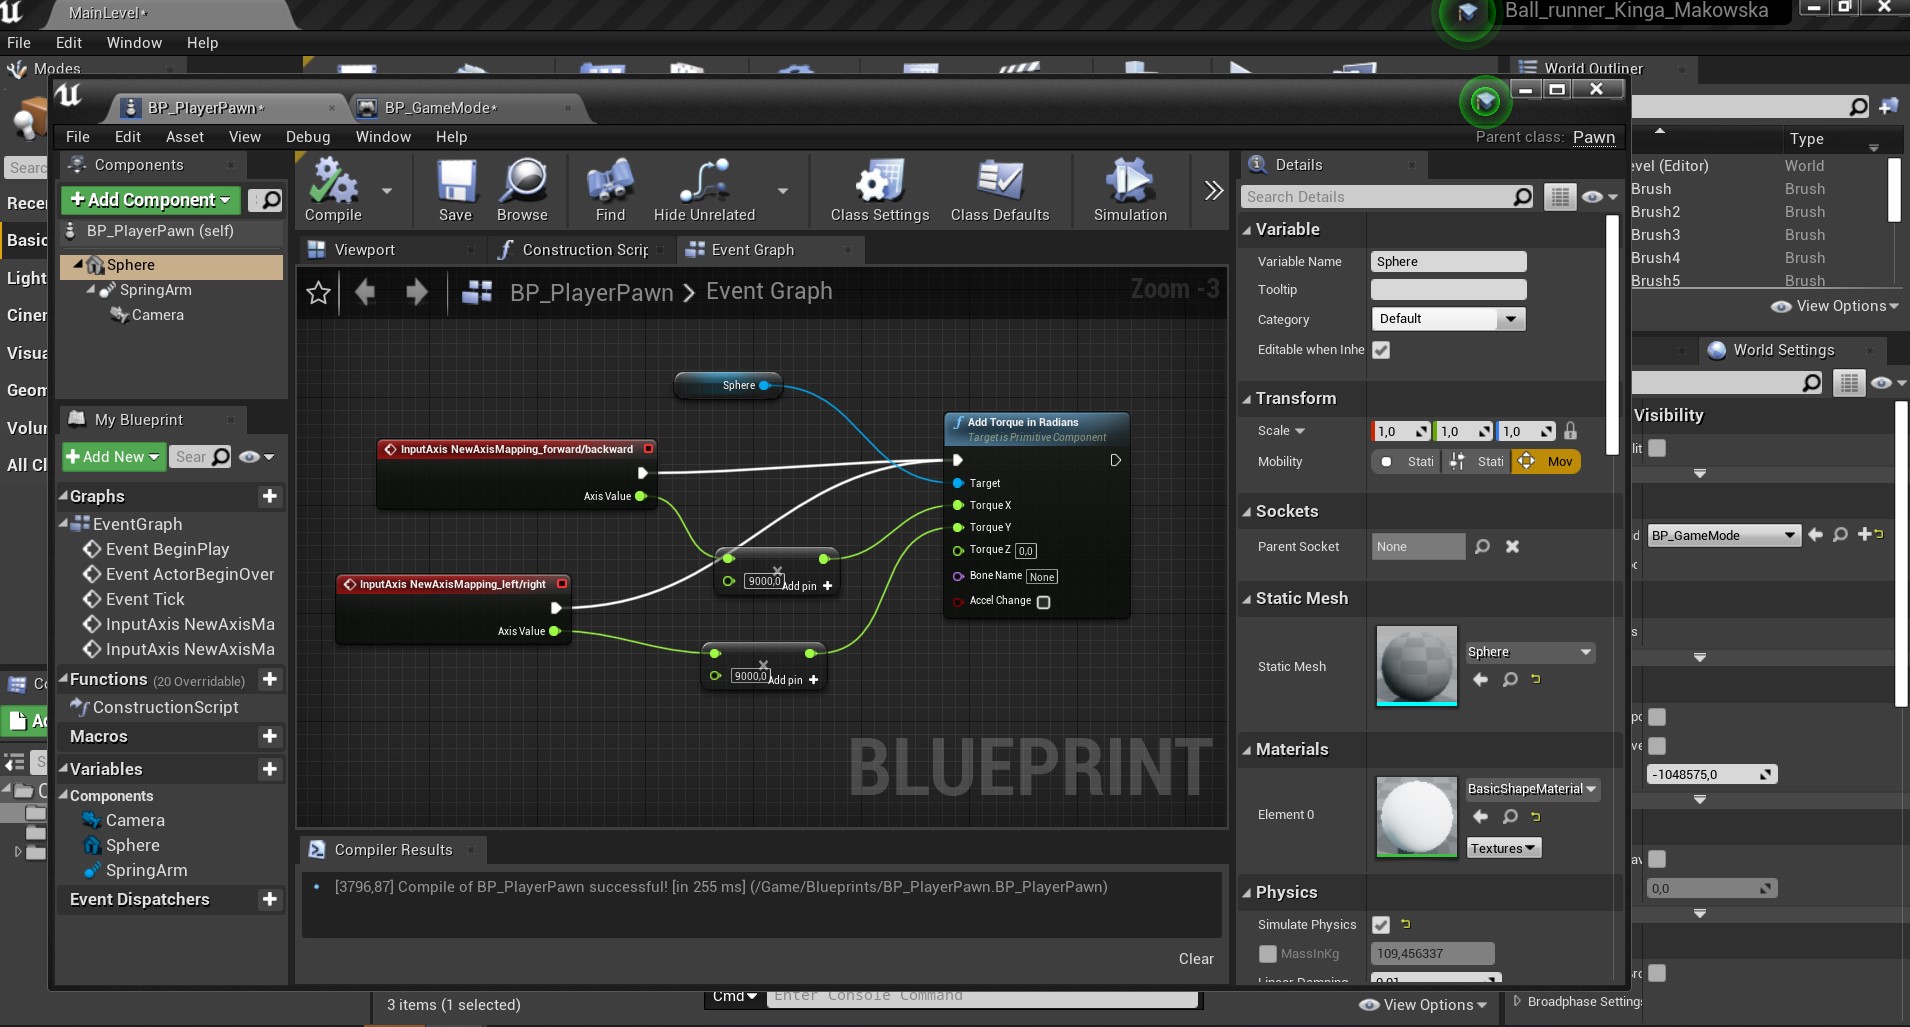 MainLevel*
Ball_runner_Kinga_Makowska
File Edit Window Help
Modes
World Outliner
BP_PlayerPawn*
BP_GameMode*
File Edit Asset View Debug Window Help
Parent class: Pawn
Components
+Add Component
BP_PlayerPawn (self)
Sphere
SpringArm
Camera
Compile
Save
Browse
Find
Hide Unrelated
Class Settings
Class Defaults
Simulation
Viewport
Construction Scrip
Event Graph
BP_PlayerPawn > Event Graph
Zoom -3
Sphere
InputAxis NewAxisMapping_forward/backward
Axis Value
InputAxis NewAxisMapping_left/right
Axis Value
9000,0
Add pin +
9000,0
Add pin +
Add Torque in Radians
Target is Primitive Component
Target
Torque X
Torque Y
Torque Z 0,0
Bone Name None
Accel Change
BLUEPRINT
My Blueprint
+Add New
Sear
Graphs
EventGraph
Event BeginPlay
Event ActorBeginOver
Event Tick
InputAxis NewAxisMa
InputAxis NewAxisMa
Functions (20 Overridable)
ConstructionScript
Macros
Variables
Components
Camera
Sphere
SpringArm
Event Dispatchers
Compiler Results
[3796,87] Compile of BP_PlayerPawn successful! [in 255 ms] (/Game/Blueprints/BP_PlayerPawn.BP_PlayerPawn)
Clear
Details
Search Details
Variable
Variable Name Sphere
Tooltip
Category Default
Editable when Inhe
Transform
Scale 1,0 1,0 1,0
Mobility Stati Stati Mov
Sockets
Parent Socket None
Static Mesh
Static Mesh Sphere
Materials
Element 0 BasicShapeMaterial
Textures
Physics
Simulate Physics
MassInKg 109,456337
Linear Damping 0,01
Type
evel (Editor) World
Brush Brush
Brush2 Brush
Brush3 Brush
Brush4 Brush
Brush5 Brush
View Options
World Settings
Visibility
BP_GameMode
-1048575,0
0,0
Broadphase Settings
Searc
Recer
Basic
Light
Ciner
Visua
Geom
Volur
All Cl
3 items (1 selected)
Cmd
Enter Console Command
View Options